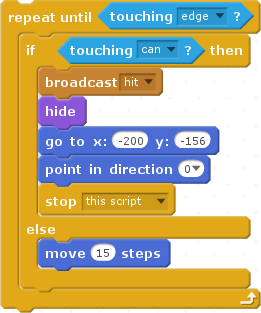 repeat until touching edge ?
if touching can ? then
broadcast hit
hide
go to x: -200 y: -156
point in direction 0
stop this script
else
move 15 steps